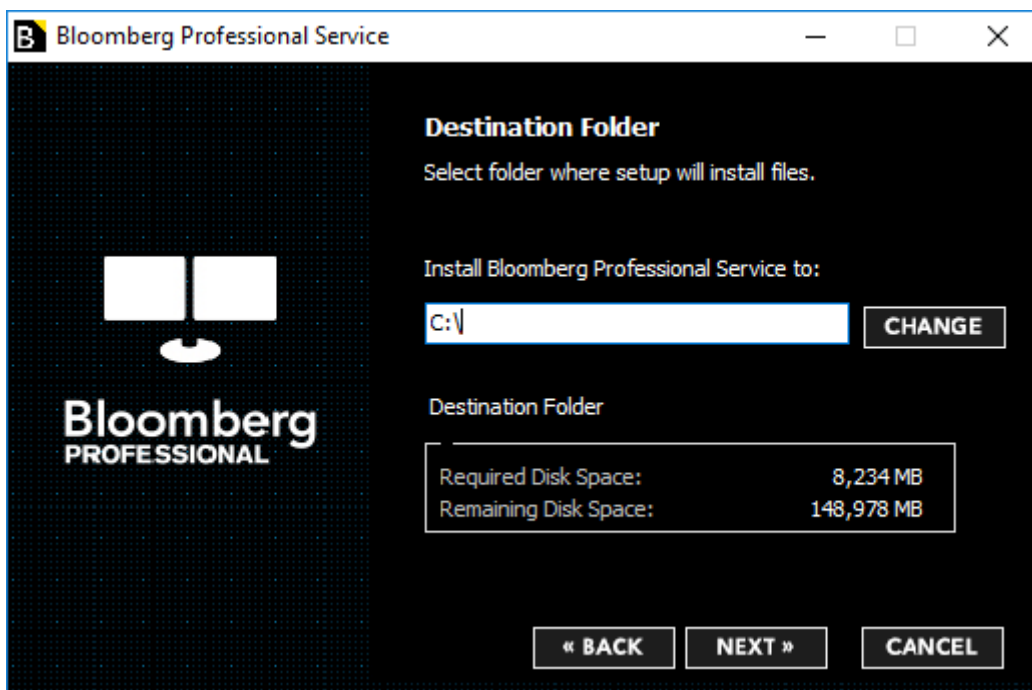 B Bloomberg Professional Service
Destination Folder
Select folder where setup will install files.
Install Bloomberg Professional Service to:
C:\
CHANGE
Bloomberg
PROFESSIONAL
Destination Folder
Required Disk Space: 8,234 MB
Remaining Disk Space: 148,978 MB
« BACK NEXT » CANCEL